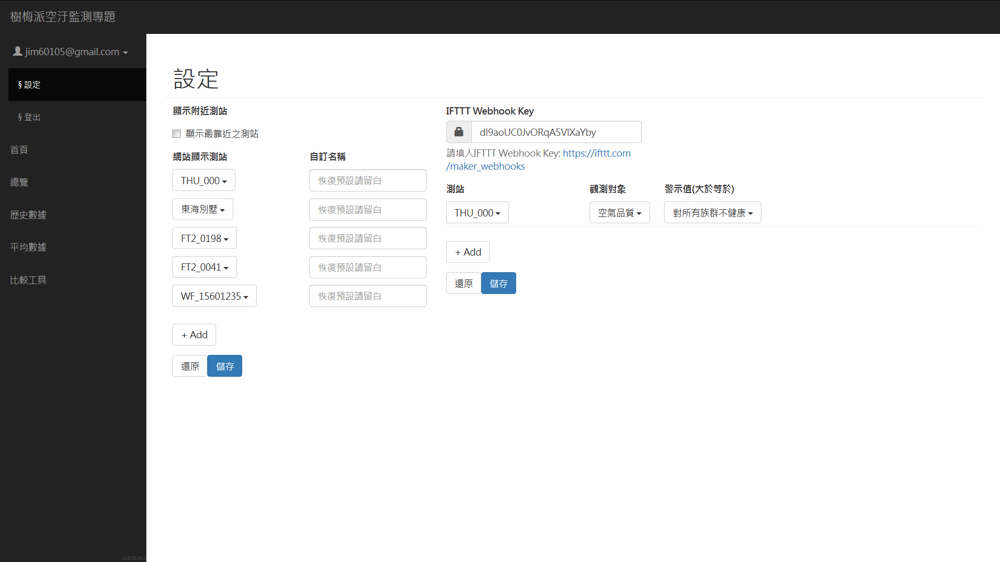 樹梅派空汙監測專題
jim60105@gmail.com
§ 設定
§ 登出
首頁
總覽
歷史數據
平均數據
比較工具
v18.06.14.3
設定
顯示附近測站
顯示最靠近之測站
網站顯示測站 自訂名稱
THU_000 恢復預設請留白
東海別墅 恢復預設請留白
FT2_0198 恢復預設請留白
FT2_0041 恢復預設請留白
WF_15601235 恢復預設請留白
+ Add
還原 儲存
IFTTT Webhook Key
dI9aoUC0JvORqA5VlXaYby
請填入IFTTT Webhook Key: https://ifttt.com
/maker_webhooks
測站 觀測對象 警示值(大於等於)
THU_000 空氣品質 對所有族群不健康
+ Add
還原 儲存